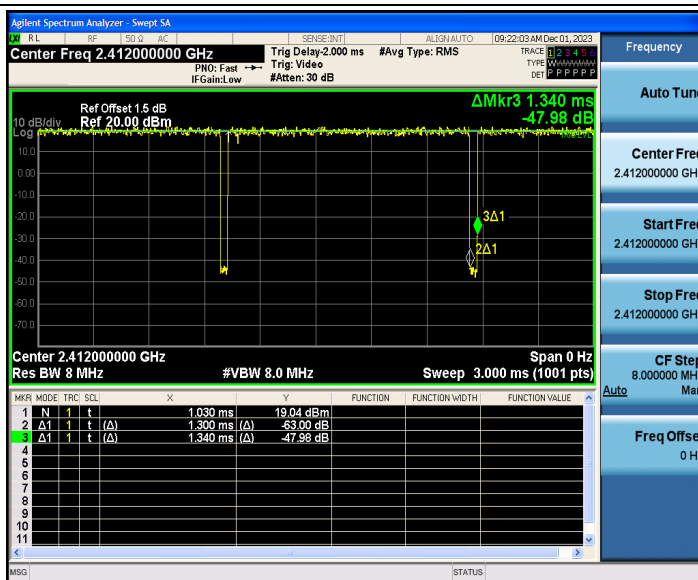 Agilent Spectrum Analyzer - Swept SA
RL RF 50 Ω AC SENSE:INT ALIGNAUTO 09:22:03 AM Dec 01, 2023
Center Freq 2.412000000 GHz Trig Delay-2.000 ms #Avg Type: RMS TRACE 1 2 3 4 5 6
PNO: Fast Trig: Video TYPE
IFGain:Low #Atten: 30 dB DET P P P P P P
Frequency
Auto Tun
Ref Offset 1.5 dB ΔMkr3 1.340 ms
10 dB/div Ref 20.00 dBm -47.98 dB
Log
10.0
0.00
-10.0
-20.0
-30.0
-40.0
-50.0
-60.0
-70.0
1
3Δ1
2Δ1
Center Fre
2.412000000 GH
Start Fre
2.412000000 GH
Stop Fre
2.412000000 GH
CF Step
8.000000 MH
Auto Ma
Freq Offse
0 H
Center 2.412000000 GHz Span 0 Hz
Res BW 8 MHz #VBW 8.0 MHz Sweep 3.000 ms (1001 pts)
MKR MODE TRC SCL X Y FUNCTION FUNCTION WIDTH FUNCTION VALUE
1 N 1 t 1.030 ms 19.04 dBm
2 Δ1 1 t (Δ) 1.300 ms (Δ) -63.00 dB
3 Δ1 1 t (Δ) 1.340 ms (Δ) -47.98 dB
4
5
6
7
8
9
10
11
MSG STATUS